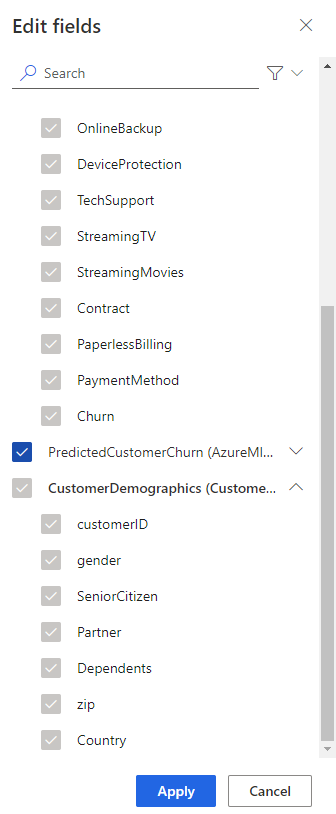 Edit fields
Search
OnlineBackup
DeviceProtection
TechSupport
StreamingTV
StreamingMovies
Contract
PaperlessBilling
PaymentMethod
Churn
PredictedCustomerChurn (AzureMl...
CustomerDemographics (Custome...
customerID
gender
SeniorCitizen
Partner
Dependents
zip
Country
Apply
Cancel